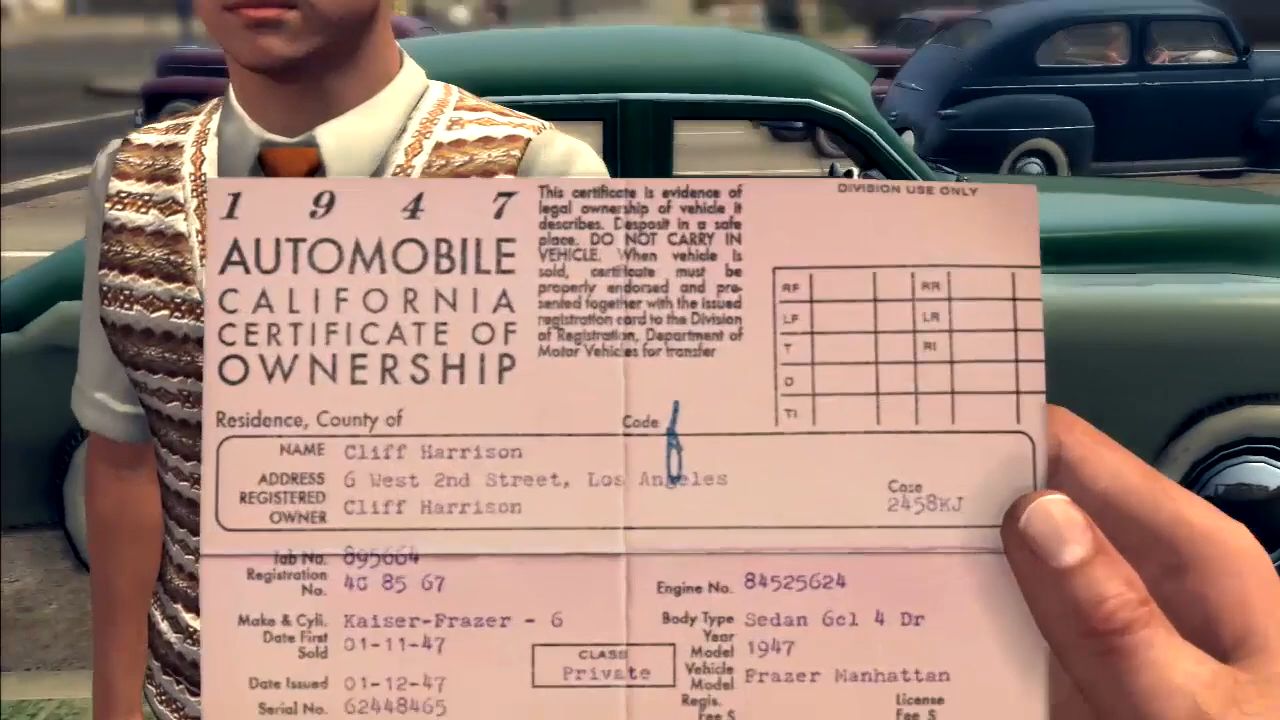 1 9 4 7
AUTOMOBILE
CALIFORNIA
CERTIFICATE OF
OWNERSHIP
This certificate is evidence of
legal ownership of vehicle it
describes. Desposit in a safe
place. DO NOT CARRY IN
VEHICLE. When vehicle is
sold, certificate must be
properly endorsed and pre-
sented together with the issued
registration card to the Division
of Registration, Department of
Motor Vehicles for transfer
DIVISION USE ONLY
RF RR
LF LR
T RI
D
TI
Residence, County of Code 6
NAME Cliff Harrison
ADDRESS 6 West 2nd Street, Los Angeles
REGISTERED OWNER Cliff Harrison
Case
2458KJ
Tab No. 895664
Registration No. 4G 85 67
Engine No. 84525624
Make & Cyli. Kaiser-Frazer - 6
Body Type Sedan 6cl 4 Dr
Date First Sold 01-11-47
Year Model 1947
CLASS
Private
Vehicle Model Frazer Manhattan
Date Issued 01-12-47
Serial No. 62448465
Regis. Fee $
License Fee $